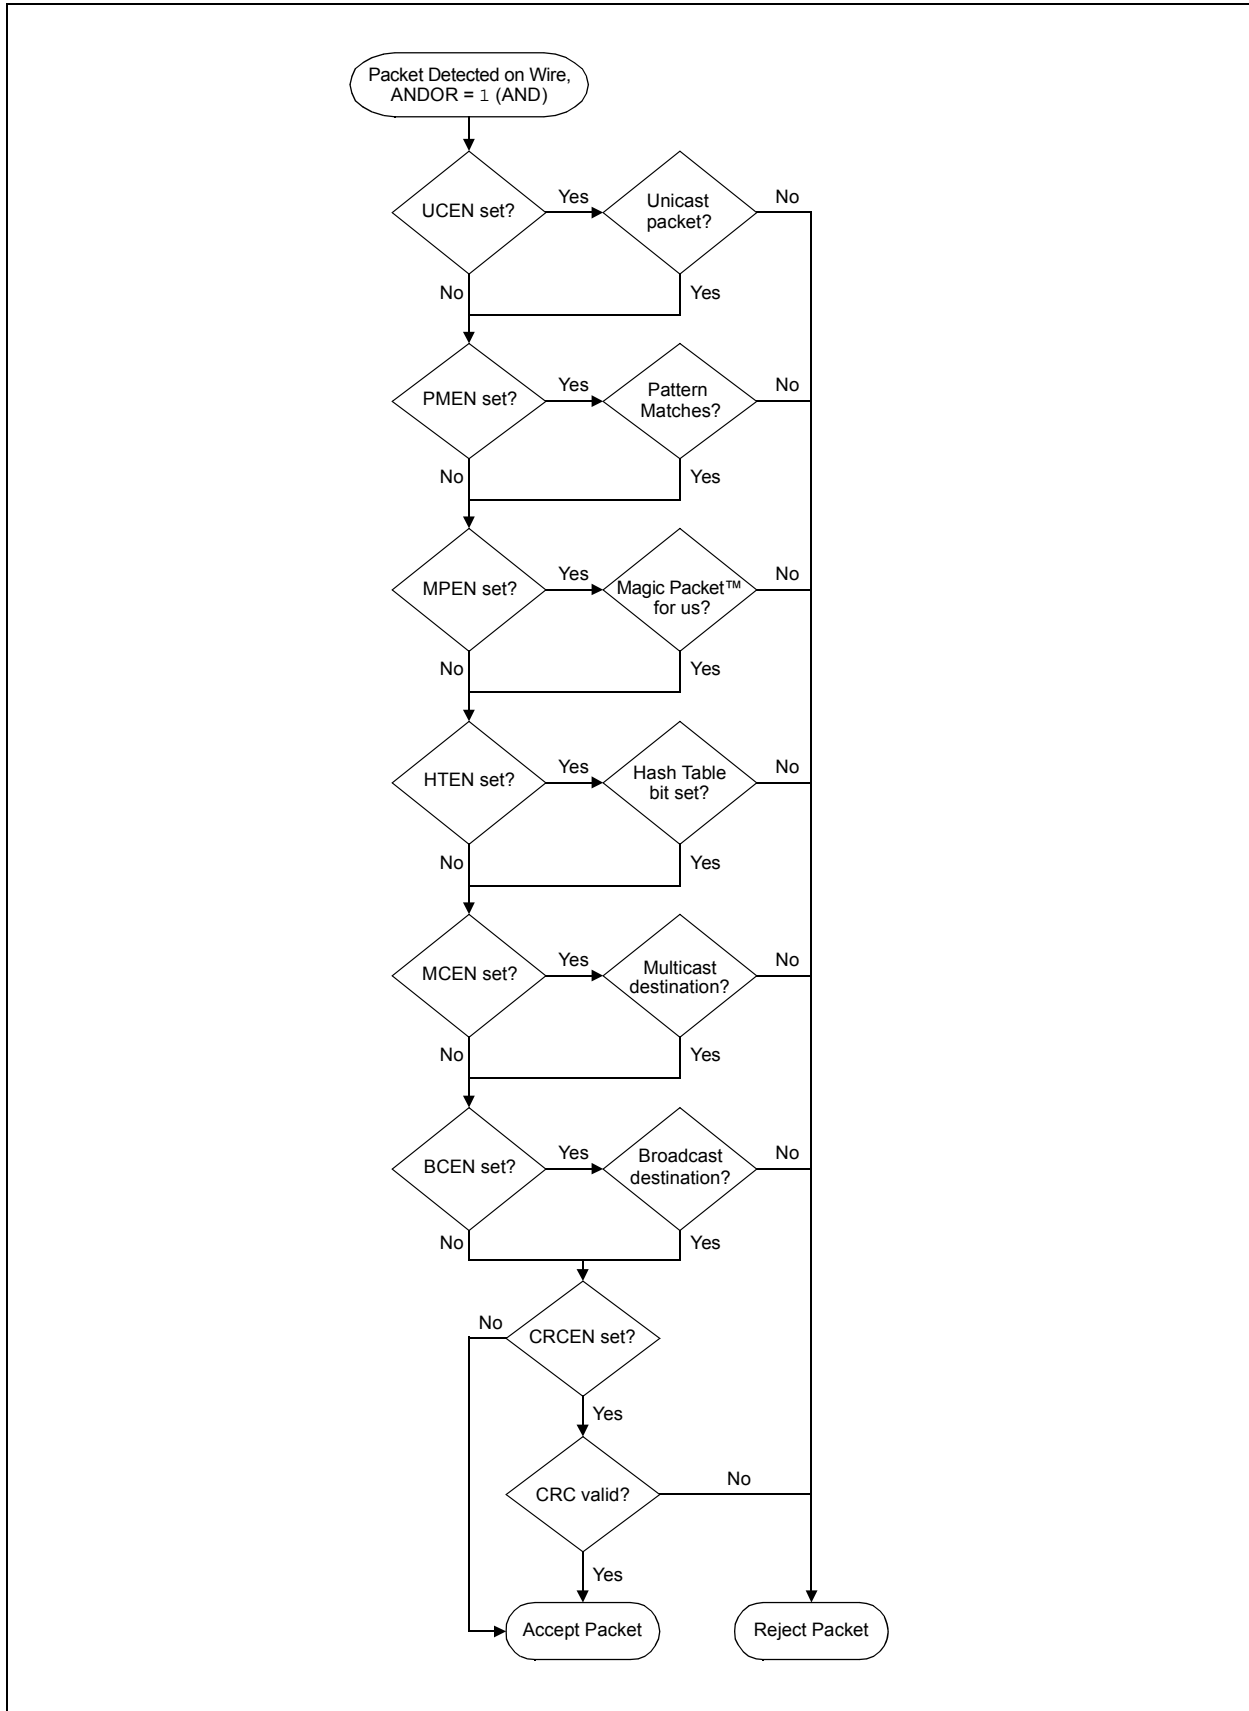 Packet Detected on Wire,
ANDOR = 1 (AND)
UCEN set?
Yes
Unicast
packet?
No
No
Yes
PMEN set?
Yes
Pattern
Matches?
No
No
Yes
MPEN set?
Yes
Magic Packet™
for us?
No
No
Yes
HTEN set?
Yes
Hash Table
bit set?
No
No
Yes
MCEN set?
Yes
Multicast
destination?
No
No
Yes
BCEN set?
Yes
Broadcast
destination?
No
No
Yes
No
CRCEN set?
Yes
CRC valid?
No
Yes
Accept Packet
Reject Packet